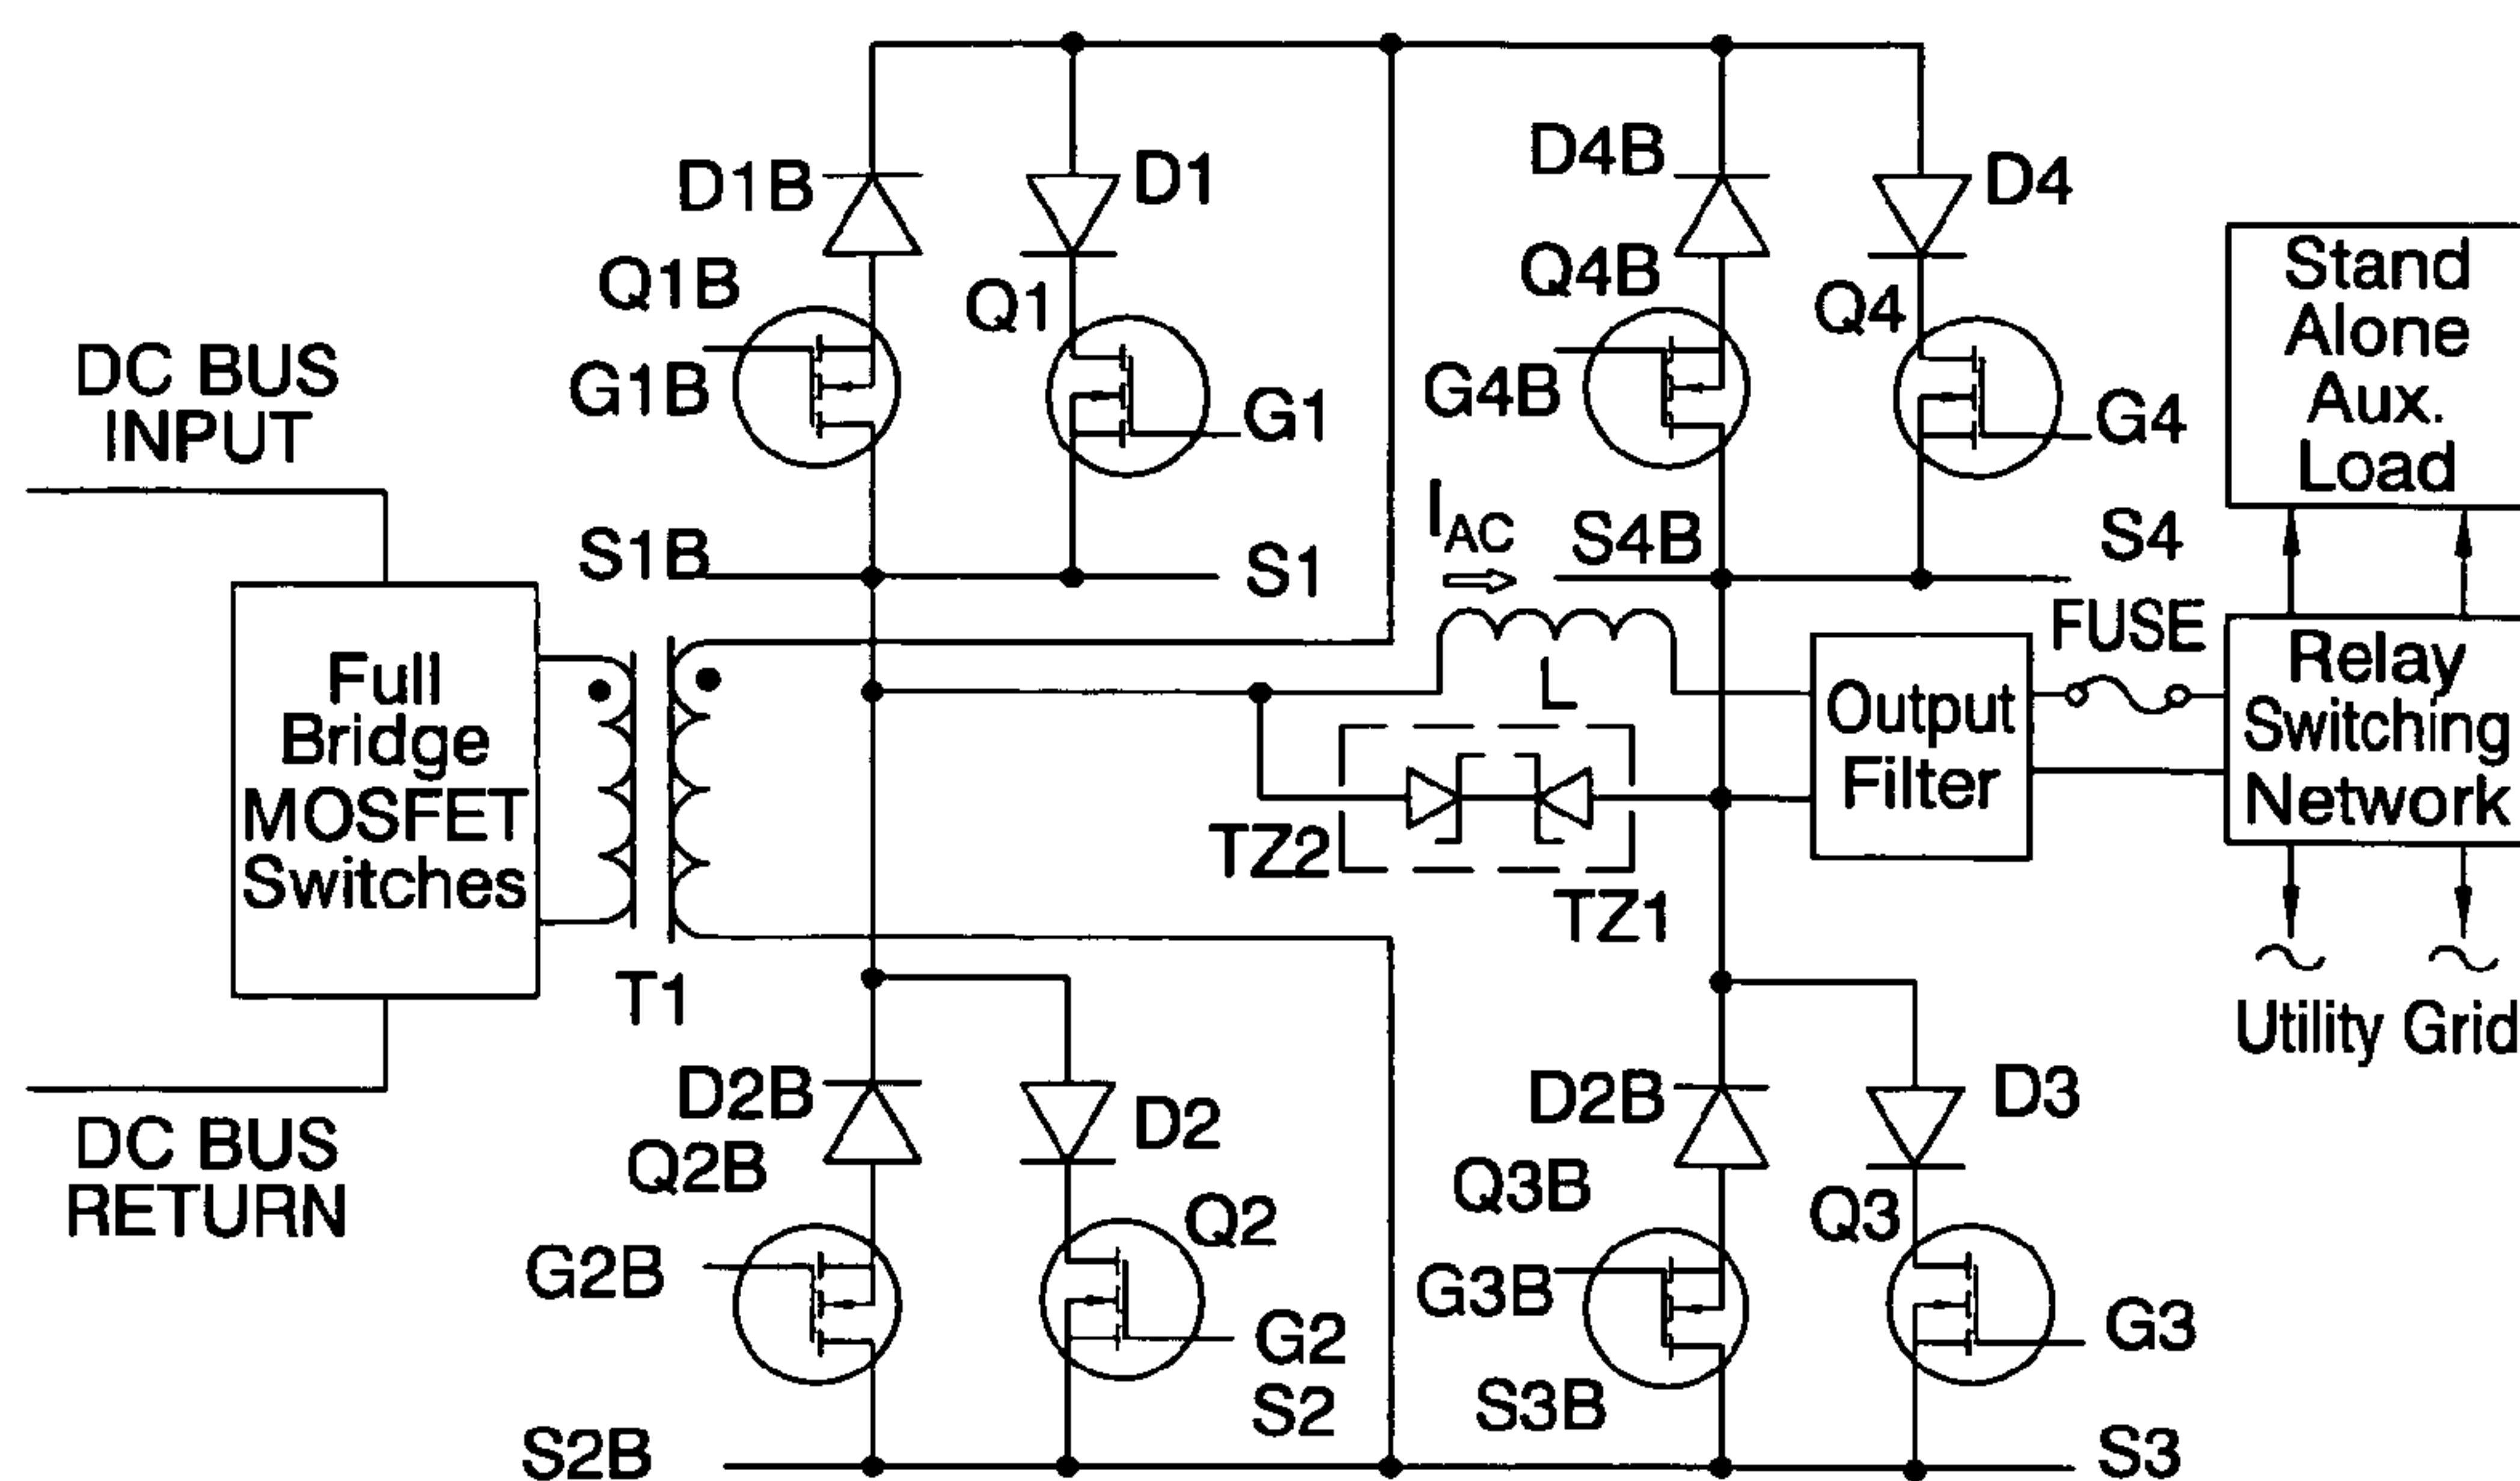 D1B
D1
D4B
D4
Q1B
Q1
Q4B
Q4
G1B
G1
G4B
G4
DC BUS
INPUT
Stand
Alone
Aux.
Load
S1B
S1
IAC
S4B
S4
FUSE
Full
Bridge
MOSFET
Switches
L
Output
Filter
Relay
Switching
Network
TZ2
TZ1
T1
Utility Grid
D2B
D2
D2B
D3
Q2B
Q2
Q3B
Q3
DC BUS
RETURN
G2B
G2
G3B
G3
S2
S3B
S2B
S3